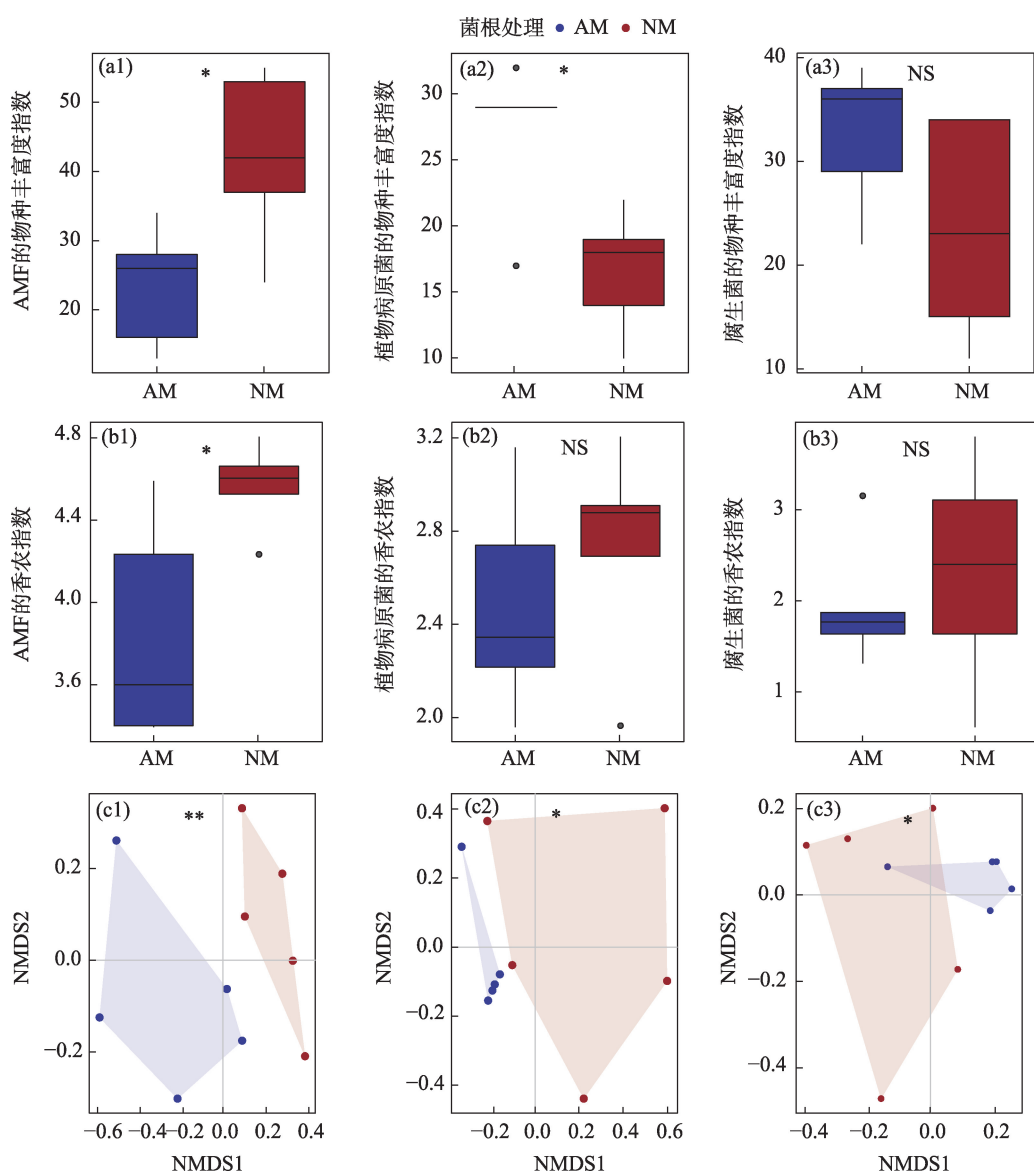 菌根处理 AM NM
(a1)
*
AMF的物种丰富度指数
50
40
30
20
AM NM
(a2)
*
植物病原菌的物种丰富度指数
30
25
20
15
10
AM NM
(a3)
NS
腐生菌的物种丰富度指数
40
30
20
10
AM NM
(b1)
*
AMF的香农指数
4.8
4.4
4.0
3.6
AM NM
(b2)
NS
植物病原菌的香农指数
3.2
2.8
2.4
2.0
AM NM
(b3)
NS
腐生菌的香农指数
3
2
1
AM NM
(c1)
**
NMDS2
0.2
0.0
−0.2
−0.6 −0.4 −0.2 0.0 0.2 0.4
NMDS1
(c2)
*
NMDS2
0.4
0.2
0.0
−0.2
−0.4
−0.2 0.0 0.2 0.4 0.6
NMDS1
(c3)
*
NMDS2
0.2
0.0
−0.2
−0.4
−0.4 −0.2 0.0 0.2
NMDS1